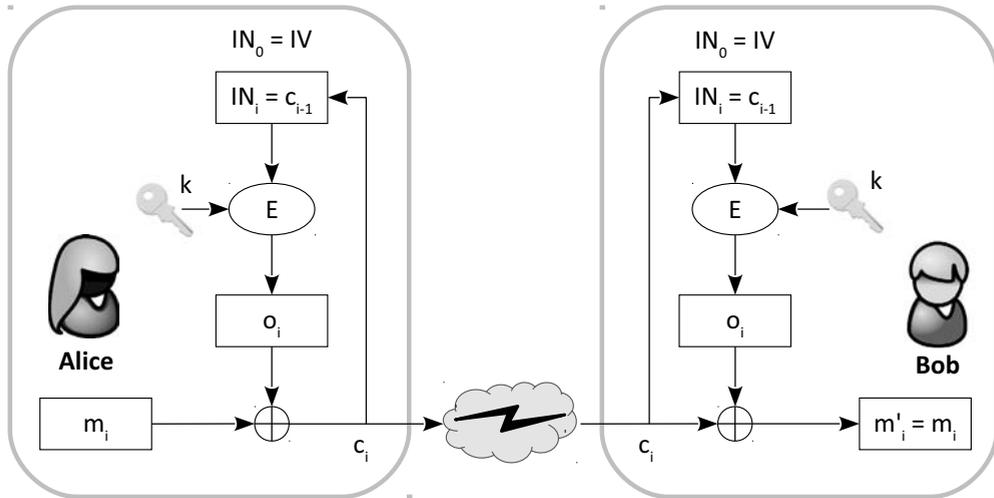 IN₀ = IV
INᵢ = cᵢ₋₁
k
E
oᵢ
Alice
mᵢ
cᵢ
IN₀ = IV
INᵢ = cᵢ₋₁
k
E
oᵢ
Bob
cᵢ
m'ᵢ = mᵢ